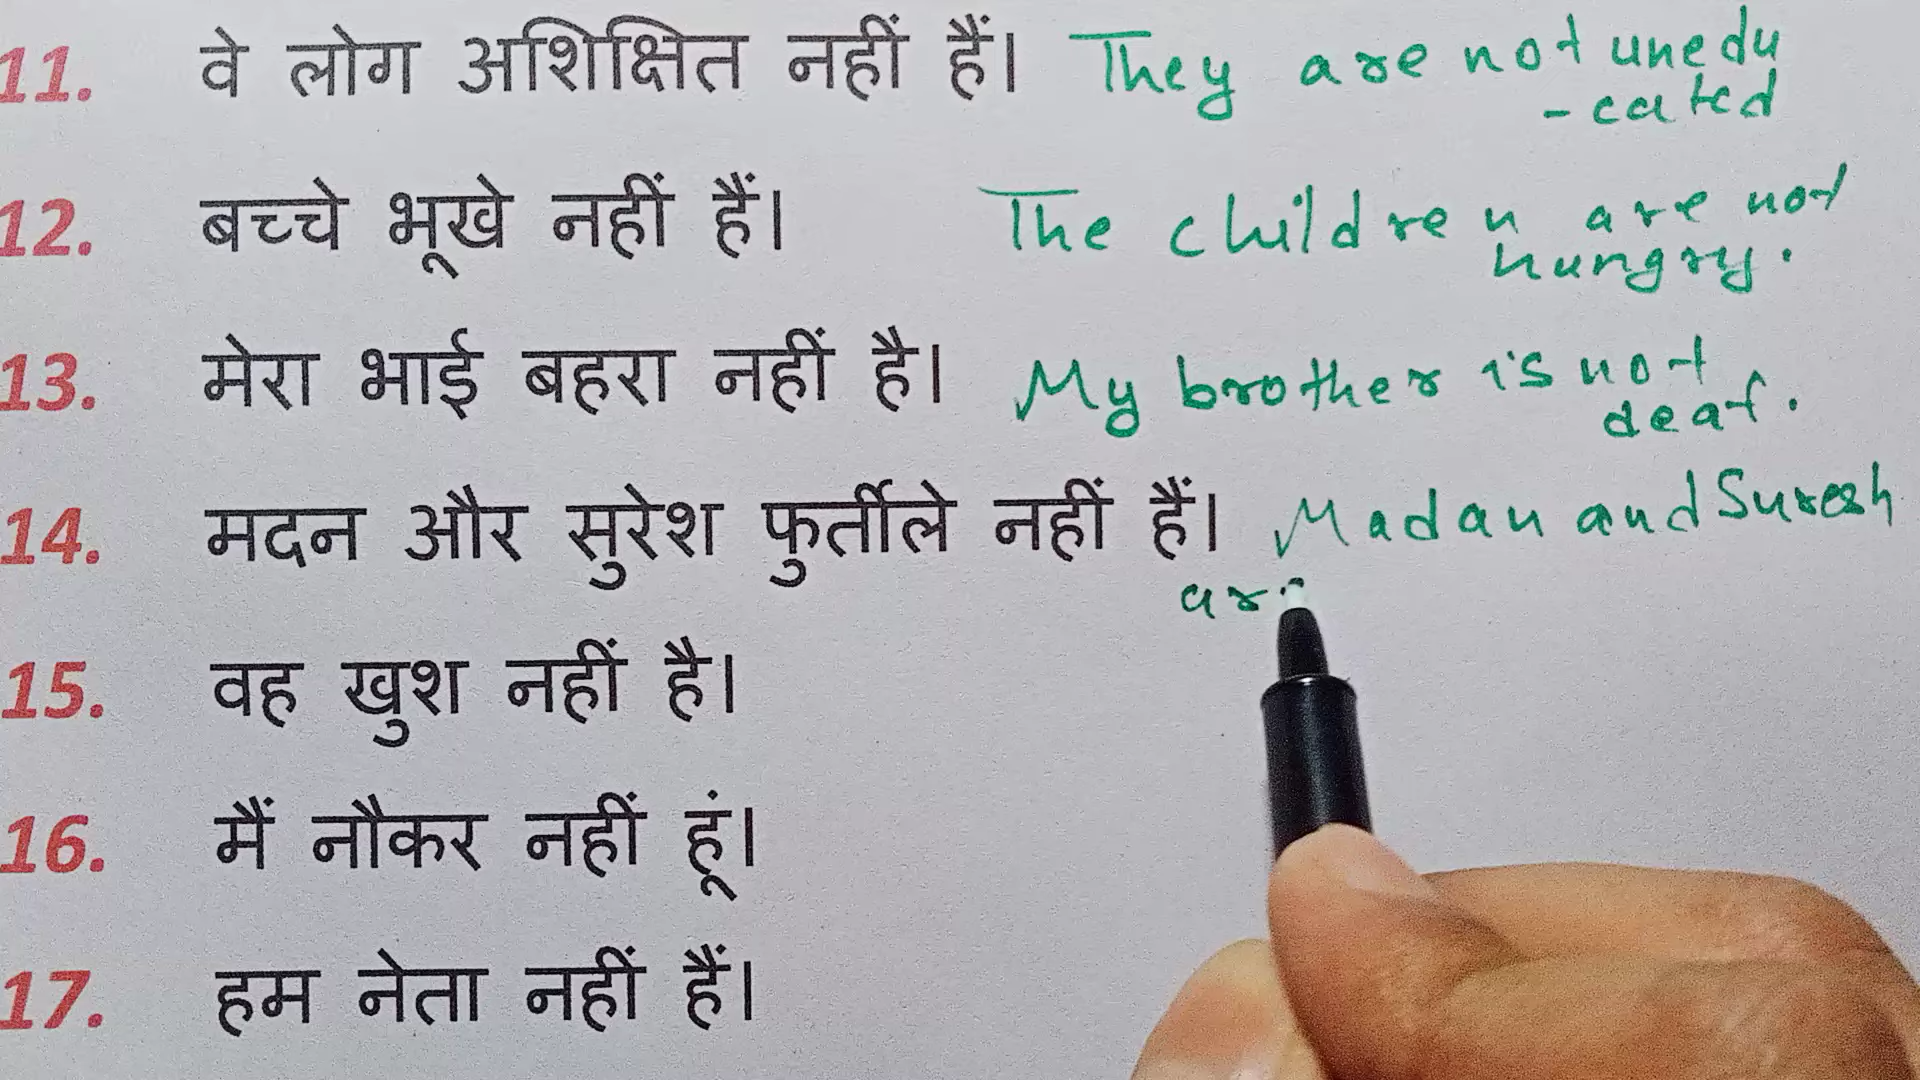 11. वे लोग अशिक्षित नहीं हैं। They are not unedu
-cated
12. बच्चे भूखे नहीं हैं। The children are not
hungry.
13. मेरा भाई बहरा नहीं है। My brother is not
deaf.
14. मदन और सुरेश फुर्तीले नहीं हैं। Madan and Suresh
ar
15. वह खुश नहीं है।
16. मैं नौकर नहीं हूं।
17. हम नेता नहीं हैं।